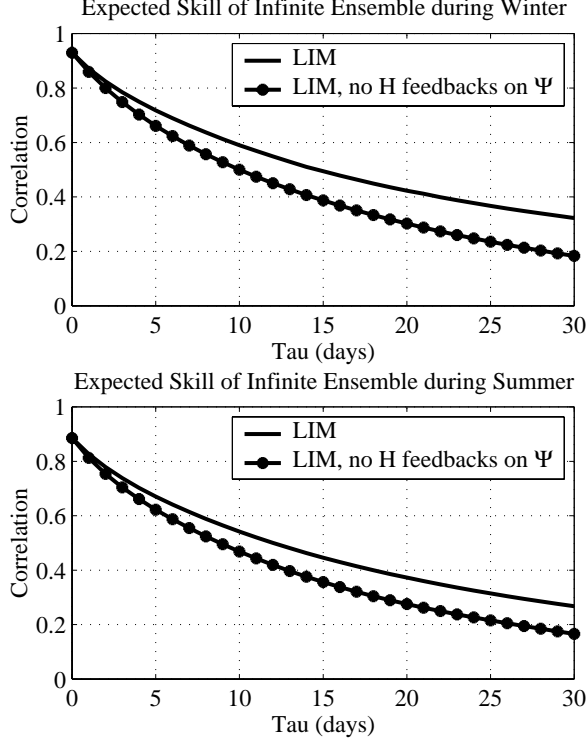 Expected Skill of Infinite Ensemble during Winter
1
0.8
0.6
0.4
0.2
0
Correlation
LIM
LIM, no H feedbacks on Ψ
0 5 10 15 20 25 30
Tau (days)
Expected Skill of Infinite Ensemble during Summer
1
0.8
0.6
0.4
0.2
0
Correlation
LIM
LIM, no H feedbacks on Ψ
0 5 10 15 20 25 30
Tau (days)